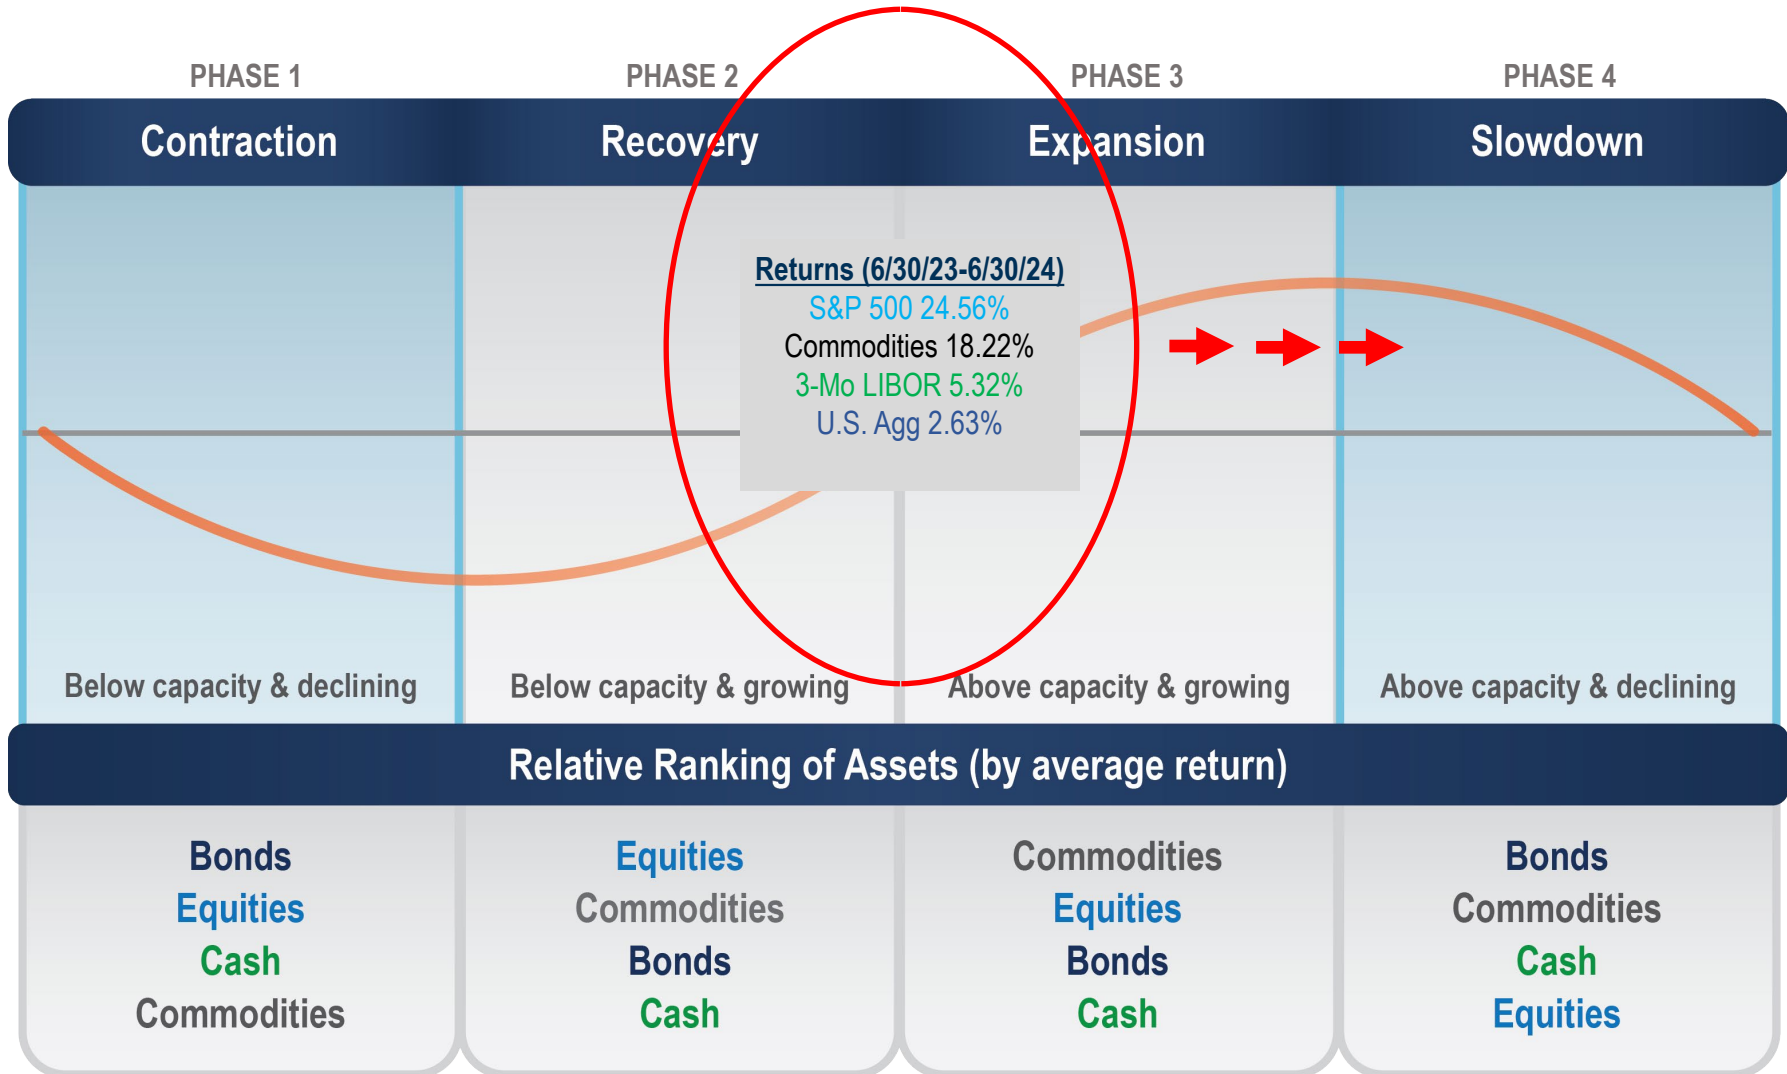 PHASE 1
PHASE 2
PHASE 3
PHASE 4
Contraction
Recovery
Expansion
Slowdown
Returns (6/30/23-6/30/24)
S&P 500 24.56%
Commodities 18.22%
3-Mo LIBOR 5.32%
U.S. Agg 2.63%
Below capacity & declining
Below capacity & growing
Above capacity & growing
Above capacity & declining
Relative Ranking of Assets (by average return)
Bonds
Equities
Cash
Commodities
Equities
Commodities
Bonds
Cash
Commodities
Equities
Bonds
Cash
Bonds
Commodities
Cash
Equities